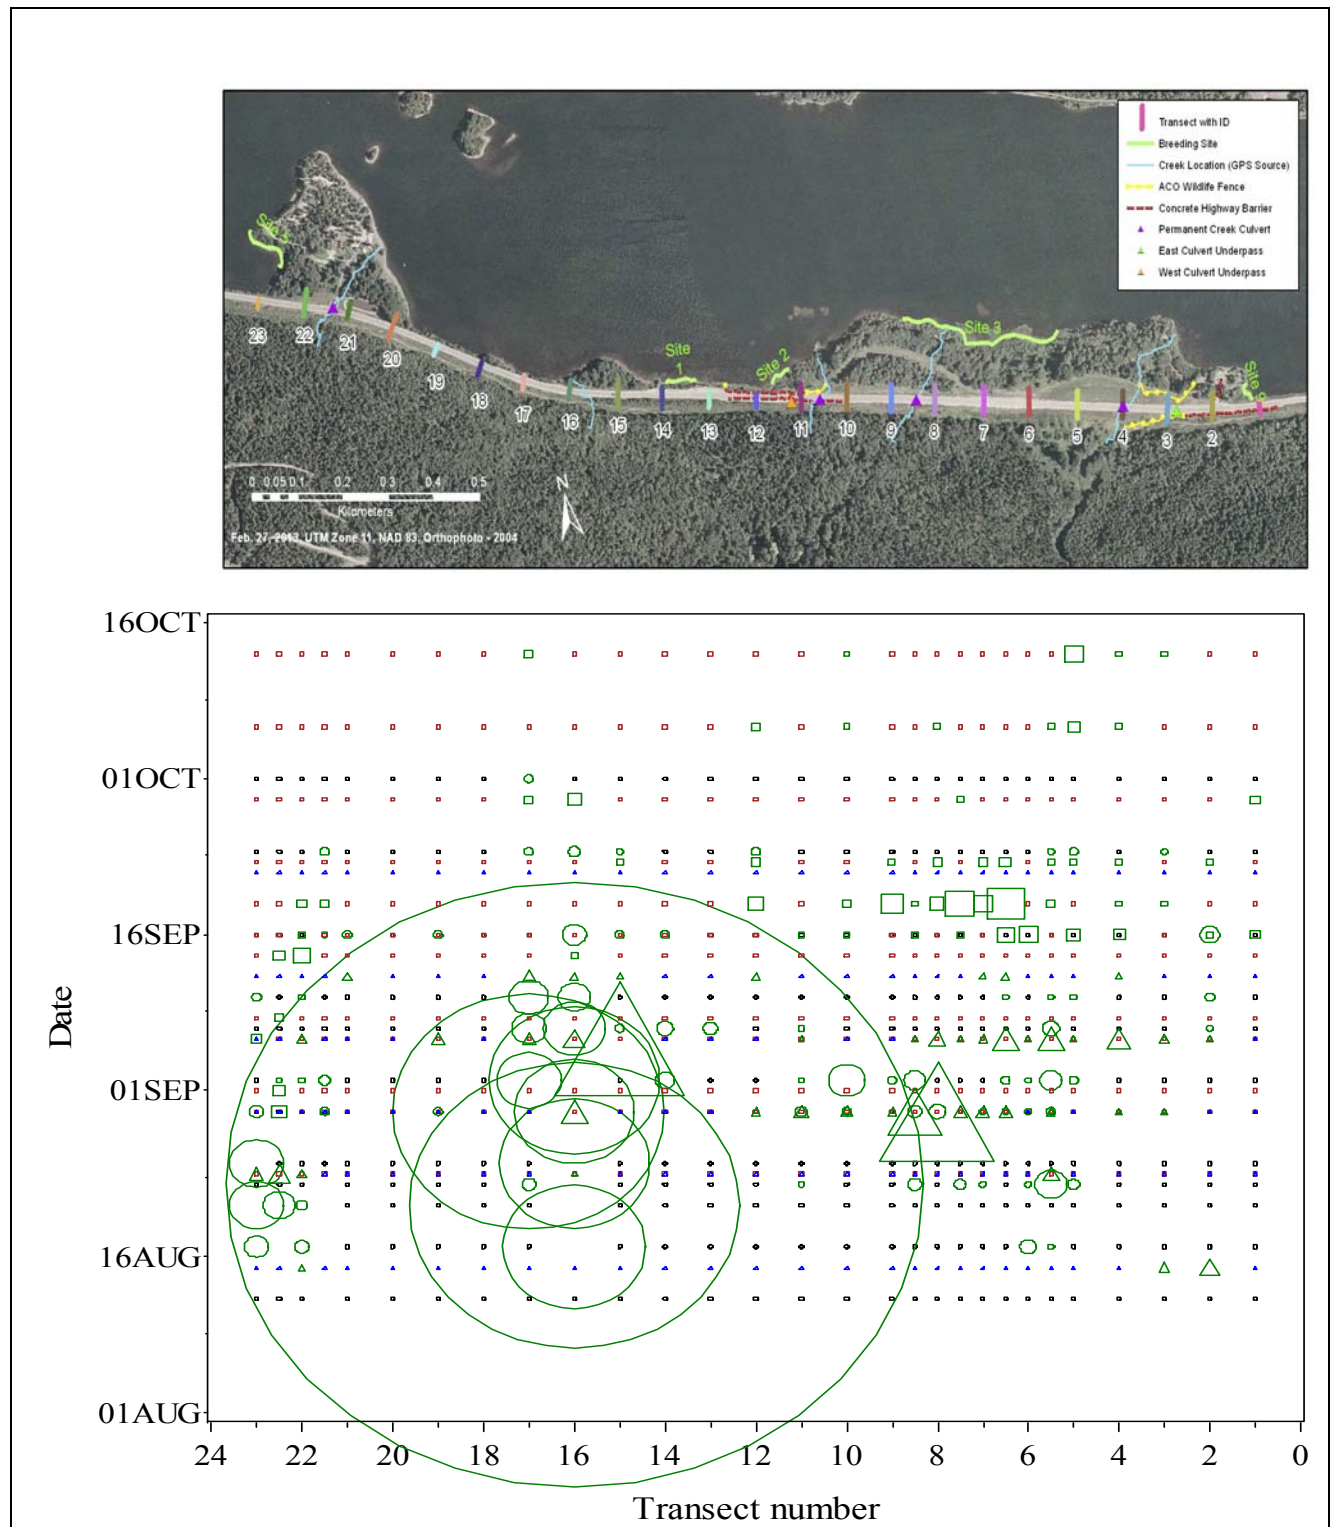 Transect with ID
Breeding Site
Creek Location (GPS Source)
ACO Wildlife Fence
Concrete Highway Barrier
Permanent Creek Culvert
East Culvert Underpass
West Culvert Underpass
Site 5
Site 3
Site
1
Site 2
23
22
21
20
19
18
17
16
15
14
13
12
11
10
9
8
7
6
5
4
3
2
0 0.05 0.1 0.2 0.3 0.4 0.5
Kilometers
N
Feb. 27, 2013, UTM Zone 11, NAD 83, Orthophoto - 2004
16OCT
01OCT
16SEP
01SEP
16AUG
01AUG
Date
24 22 20 18 16 14 12 10 8 6 4 2 0
Transect number